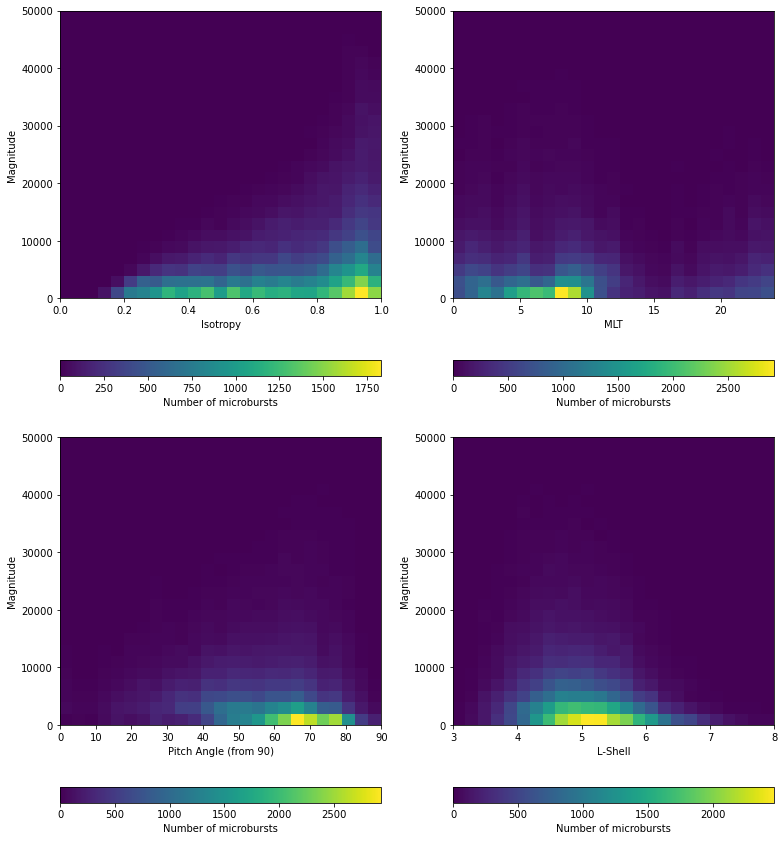 50000
40000
30000
20000
10000
0
Magnitude
0.0 0.2 0.4 0.6 0.8 1.0
Isotropy
0 250 500 750 1000 1250 1500 1750
Number of microbursts
50000
40000
30000
20000
10000
0
Magnitude
0 5 10 15 20
MLT
0 500 1000 1500 2000 2500
Number of microbursts
50000
40000
30000
20000
10000
0
Magnitude
0 10 20 30 40 50 60 70 80 90
Pitch Angle (from 90)
0 500 1000 1500 2000 2500
Number of microbursts
50000
40000
30000
20000
10000
0
Magnitude
3 4 5 6 7 8
L-Shell
0 500 1000 1500 2000
Number of microbursts